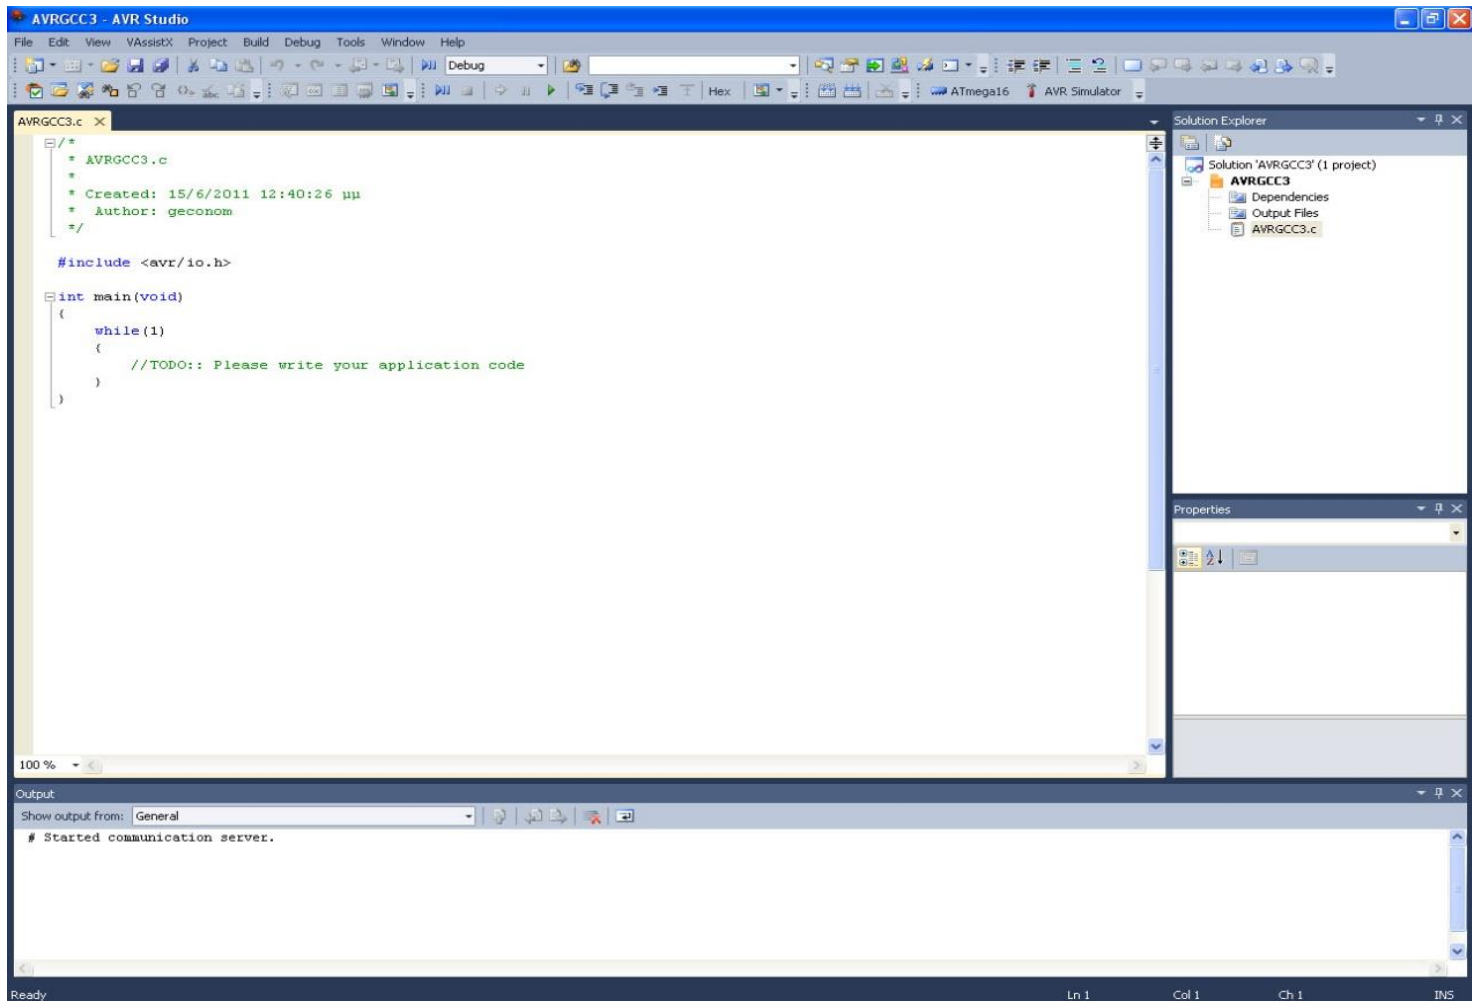 AVRGCC3 - AVR Studio
File Edit View VAssistX Project Build Debug Tools Window Help
Debug
Hex ATmega16 AVR Simulator
AVRGCC3.c
/*
* AVRGCC3.c
*
* Created: 15/6/2011 12:40:26 μμ
* Author: geconom
*/
#include <avr/io.h>
int main(void)
{
while(1)
{
//TODO:: Please write your application code
}
}
100 %
Solution Explorer
Solution 'AVRGCC3' (1 project)
AVRGCC3
Dependencies
Output Files
AVRGCC3.c
Properties
Output
Show output from: General
# Started communication server.
Ready Ln 1 Col 1 Ch 1 INS